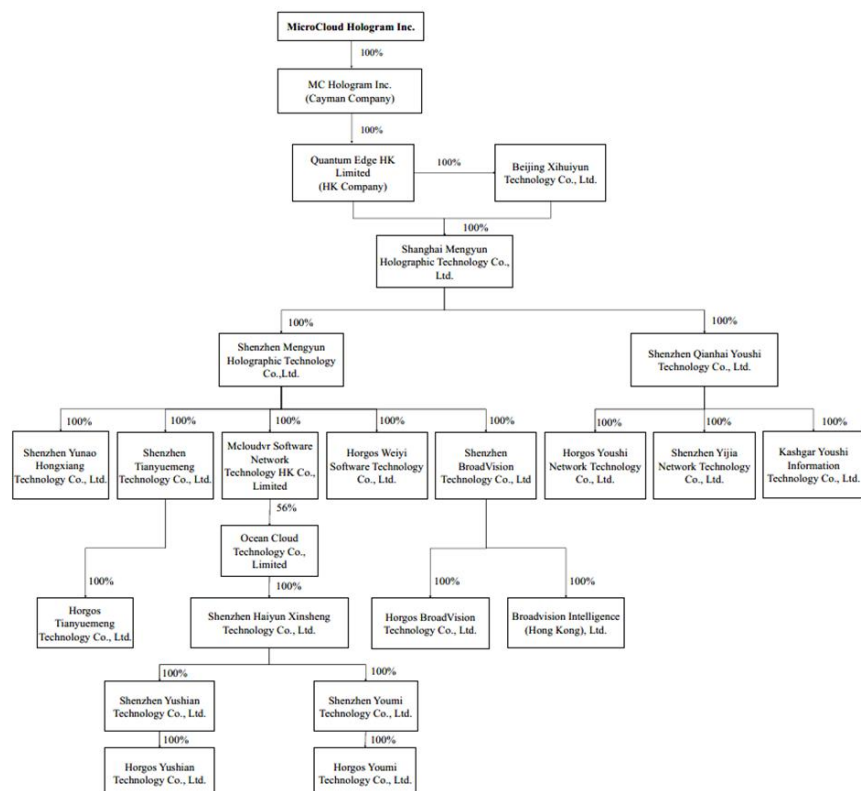 MicroCloud Hologram Inc.
100%
MC Hologram Inc.
(Cayman Company)
100%
Quantum Edge HK
Limited
(HK Company)
100%
Beijing Xihuiyun
Technology Co., Ltd.
100%
Shanghai Mengyun
Holographic Technology Co.,
Ltd.
100%
100%
Shenzhen Mengyun
Holographic Technology
Co.,Ltd.
Shenzhen Qianhai Youshi
Technology Co., Ltd.
100%
100%
100%
100%
100%
100%
100%
100%
Shenzhen Yunao
Hongxiang
Technology Co., Ltd.
Shenzhen
Tianyuemeng
Technology Co., Ltd.
Mcloudvr Software
Network
Technology HK Co.,
Limited
Horgos Weiyi
Software Technology
Co., Ltd.
Shenzhen
BroadVision
Technology Co., Ltd
Horgos Youshi
Network Technology
Co., Ltd.
Shenzhen Yijia
Network Technology
Co., Ltd.
Kashgar Youshi
Information
Technology Co., Ltd.
56%
Ocean Cloud
Technology Co.,
Limited
100%
100%
100%
100%
Horgos
Tianyuemeng
Technology Co., Ltd.
Shenzhen Haiyun Xinsheng
Technology Co., Ltd.
Horgos BroadVision
Technology Co., Ltd.
Broadvision Intelligence
(Hong Kong), Ltd.
100%
100%
Shenzhen Yushian
Technology Co., Ltd.
Shenzhen Youmi
Technology Co., Ltd.
100%
100%
Horgos Yushian
Technology Co., Ltd.
Horgos Youmi
Technology Co., Ltd.